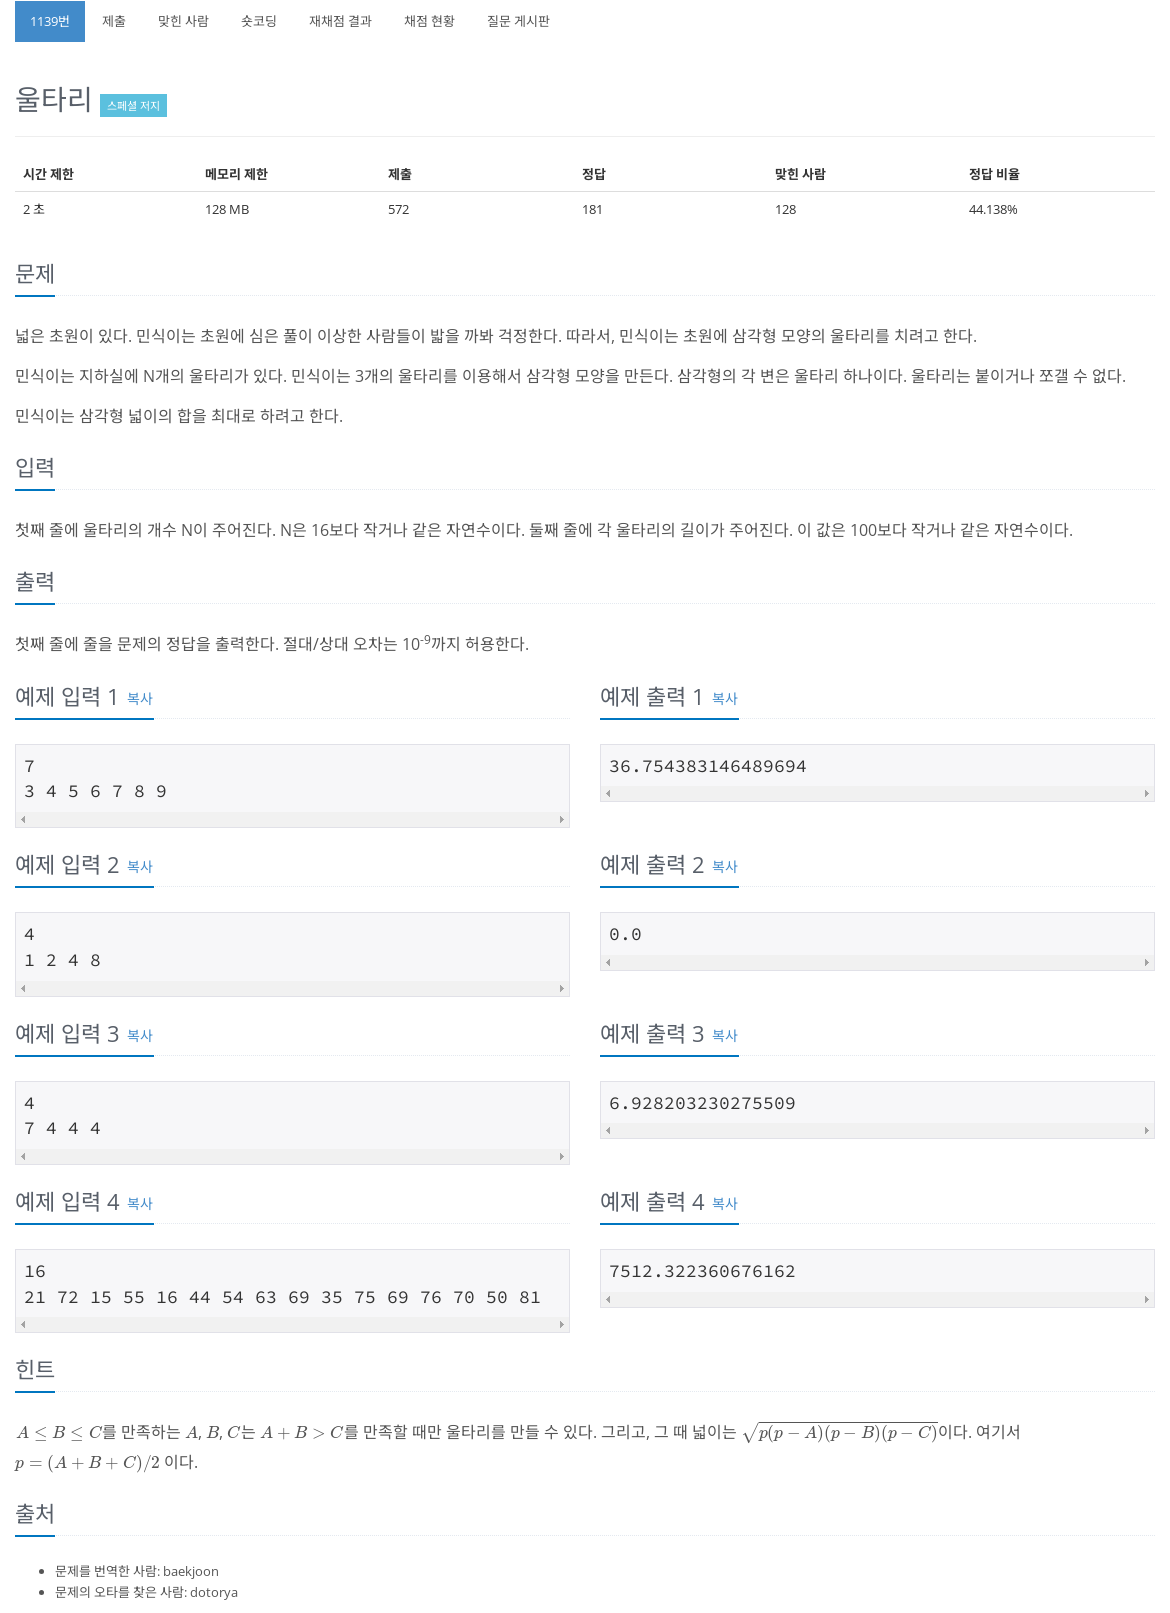 1139번 제출 맞힌 사람 숏코딩 재채점 결과 채점 현황 질문 게시판
울타리 스페셜 저지
시간 제한 메모리 제한 제출 정답 맞힌 사람 정답 비율
2 초 128 MB 572 181 128 44.138%
문제
넓은 초원이 있다. 민식이는 초원에 심은 풀이 이상한 사람들이 밟을 까봐 걱정한다. 따라서, 민식이는 초원에 삼각형 모양의 울타리를 치려고 한다.
민식이는 지하실에 N개의 울타리가 있다. 민식이는 3개의 울타리를 이용해서 삼각형 모양을 만든다. 삼각형의 각 변은 울타리 하나이다. 울타리는 붙이거나 쪼갤 수 없다.
민식이는 삼각형 넓이의 합을 최대로 하려고 한다.
입력
첫째 줄에 울타리의 개수 N이 주어진다. N은 16보다 작거나 같은 자연수이다. 둘째 줄에 각 울타리의 길이가 주어진다. 이 값은 100보다 작거나 같은 자연수이다.
출력
첫째 줄에 줄을 문제의 정답을 출력한다. 절대/상대 오차는 10^-9까지 허용한다.
예제 입력 1 복사 예제 출력 1 복사
7 36.754383146489694
3 4 5 6 7 8 9
예제 입력 2 복사 예제 출력 2 복사
4 0.0
1 2 4 8
예제 입력 3 복사 예제 출력 3 복사
4 6.928203230275509
7 4 4 4
예제 입력 4 복사 예제 출력 4 복사
16 7512.322360676162
21 72 15 55 16 44 54 63 69 35 75 69 76 70 50 81
힌트
A ≤ B ≤ C를 만족하는 A, B, C는 A + B > C를 만족할 때만 울타리를 만들 수 있다. 그리고, 그 때 넓이는 √(p(p − A)(p − B)(p − C))이다. 여기서
p = (A + B + C)/2 이다.
출처
• 문제를 번역한 사람: baekjoon
• 문제의 오타를 찾은 사람: dotorya